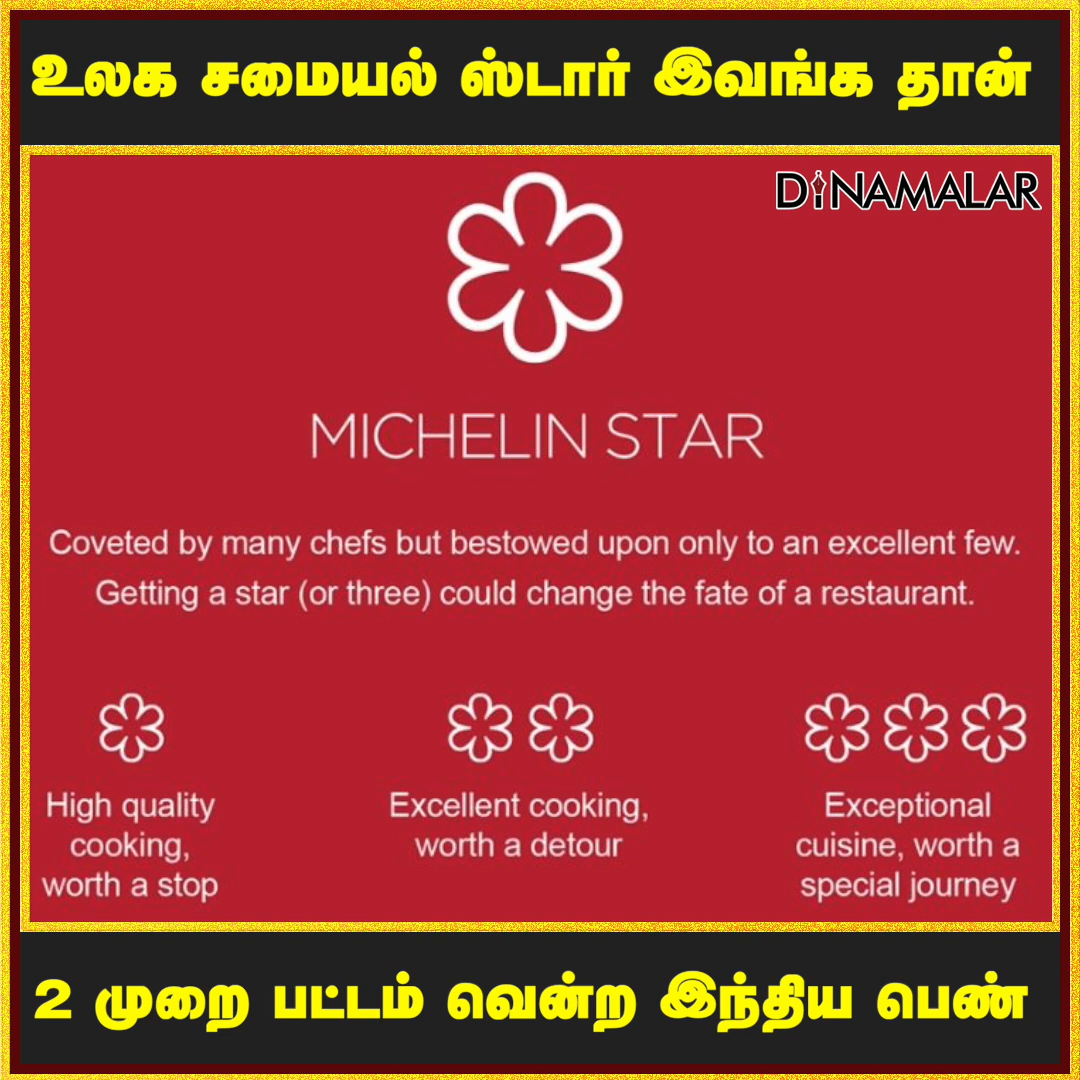 உலக சமையல் ஸ்டார் இவங்க தான்
DINAMALAR
MICHELIN STAR
Coveted by many chefs but bestowed upon only to an excellent few.
Getting a star (or three) could change the fate of a restaurant.
High quality
cooking,
worth a stop
Excellent cooking,
worth a detour
Exceptional
cuisine, worth a
special journey
2 முறை பட்டம் வென்ற இந்திய பெண்